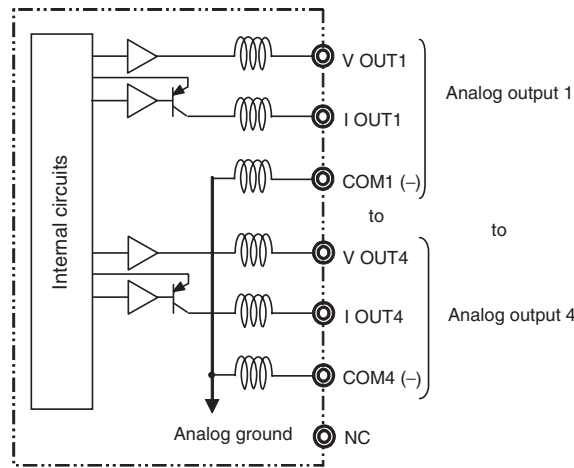 V OUT1
I OUT1
COM1 (–)
Analog output 1
to
to
Internal circuits
V OUT4
I OUT4
COM4 (–)
Analog output 4
Analog ground
NC